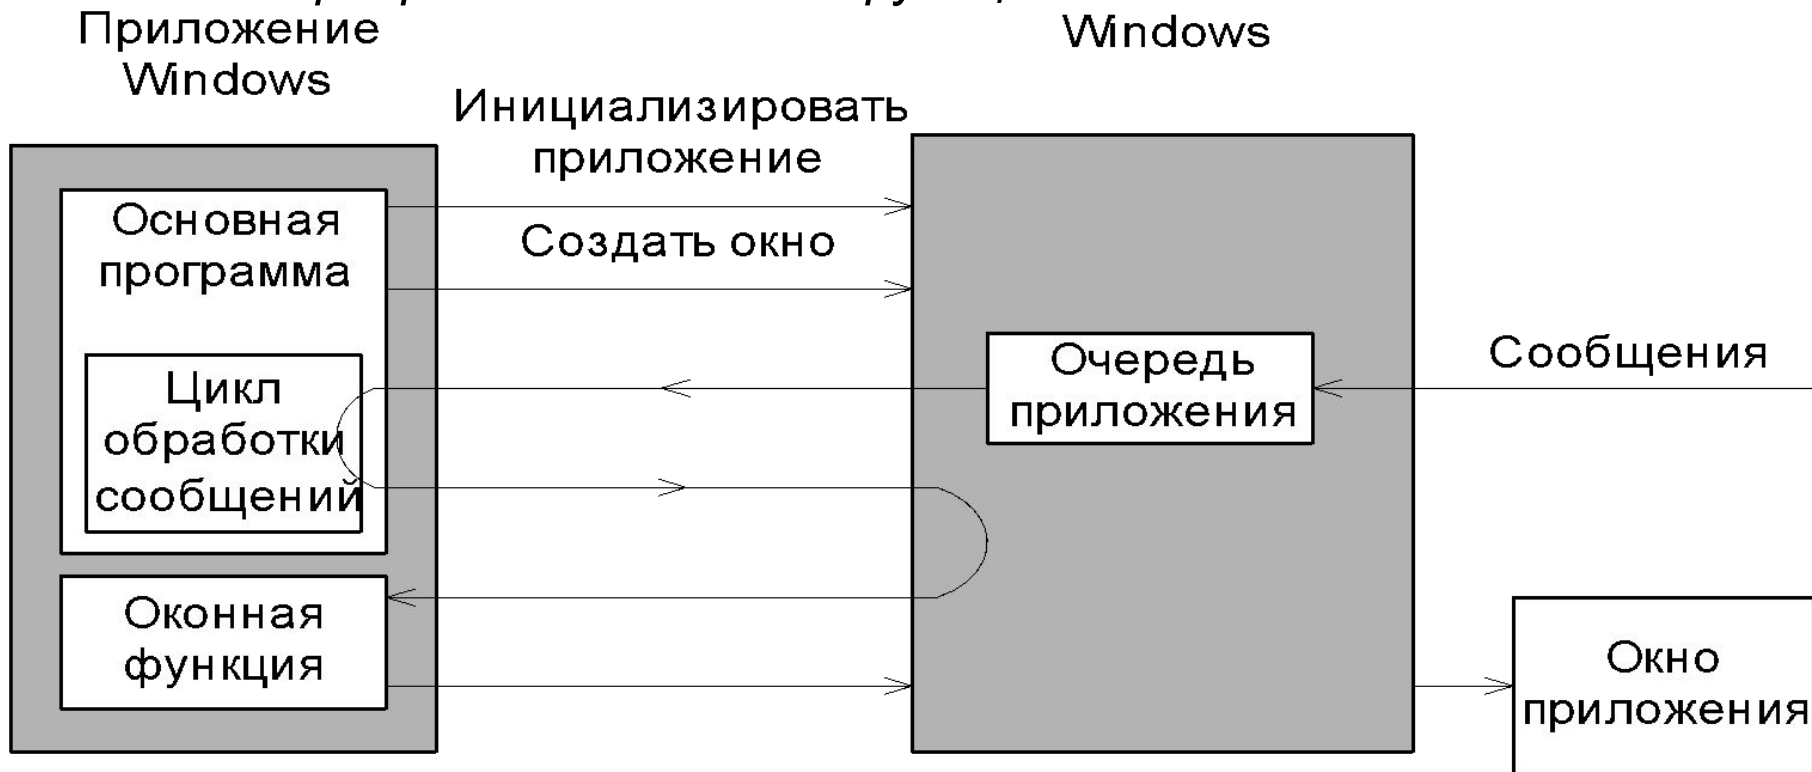 Приложение
Windows
Windows
Инициализировать
приложение
Основная
программа
Создать окно
Цикл
обработки
сообщений
Очередь
приложения
Сообщения
Оконная
функция
Окно
приложения